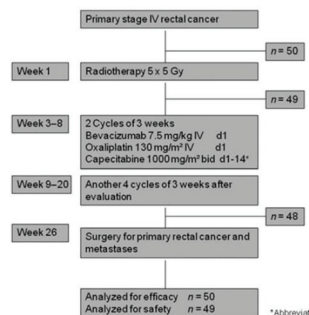 Primary stage IV rectal cancer
n = 50
Week 1
Radiotherapy 5 x 5 Gy
n = 49
Week 3–8
2 Cycles of 3 weeks
Bevacizumab 7.5 mg/kg IV d1
Oxaliplatin 130 mg/m² IV d1
Capecitabine 1000 mg/m² bid d1-14*
Week 9–20
Another 4 cycles of 3 weeks after
evaluation
n = 48
Week 26
Surgery for primary rectal cancer and
metastases
Analyzed for efficacy n = 50
Analyzed for safety n = 49
*Abbreviat